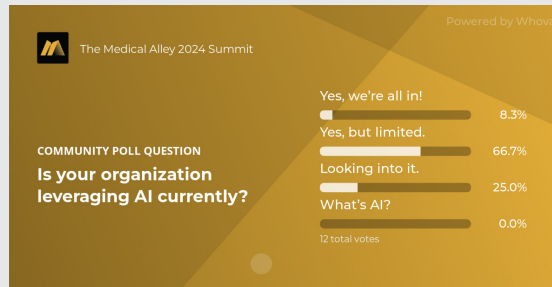 Powered by
The Medical Alley 2024 Summit
COMMUNITY POLL QUESTION
Is your organization
leveraging AI currently?
Yes, we're all in!
8.3%
Yes, but limited.
66.7%
Looking into it.
25.0%
What's AI?
0.0%
12 total votes